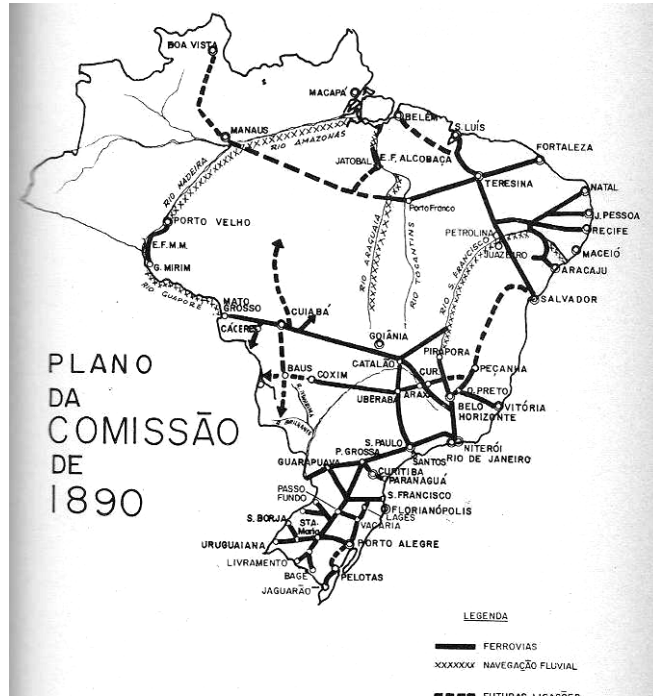 BOA VISTA
MACAPÁ
BELÉM
S. LUÍS
MANAUS
RIO AMAZONAS
JATOBAL
E.F. ALCOBAÇA
FORTALEZA
TERESINA
RIO MADEIRA
Porto Franco
NATAL
J. PESSOA
RECIFE
PORTO VELHO
PETROLINA
JUAZEIRO
MACEIÓ
E.F.M.M.
ARACAJU
G. MIRIM
RIO ARAGUAIA
RIO TOCANTINS
RIO S. FRANCISCO
RIO GUAPORÉ
SALVADOR
MATO
GROSSO
CUIABÁ
CÁCERES
GOIÂNIA
PIRAPORA
CATALÃO
BAUS
COXIM
CUR.
PEÇANHA
UBERABA
ARAXÁ
O. PRETO
BELO
HORIZONTE
VITÓRIA
PLANO
DA
COMISSÃO
DE
1890
S. PAULO
NITERÓI
SANTOS
RIO DE JANEIRO
P. GROSSA
GUARAPUAVA
CURITIBA
PARANAGUÁ
PASSO
FUNDO
S. FRANCISCO
FLORIANÓPOLIS
LAGES
S. BORJA
STA.
Maria
VACARIA
URUGUAIANA
PORTO ALEGRE
LIVRAMENTO
BAGÉ
PELOTAS
JAGUARÃO
LEGENDA
FERROVIAS
XXXXXXX NAVEGAÇÃO FLUVIAL
FUTURAS LIGAÇÕES